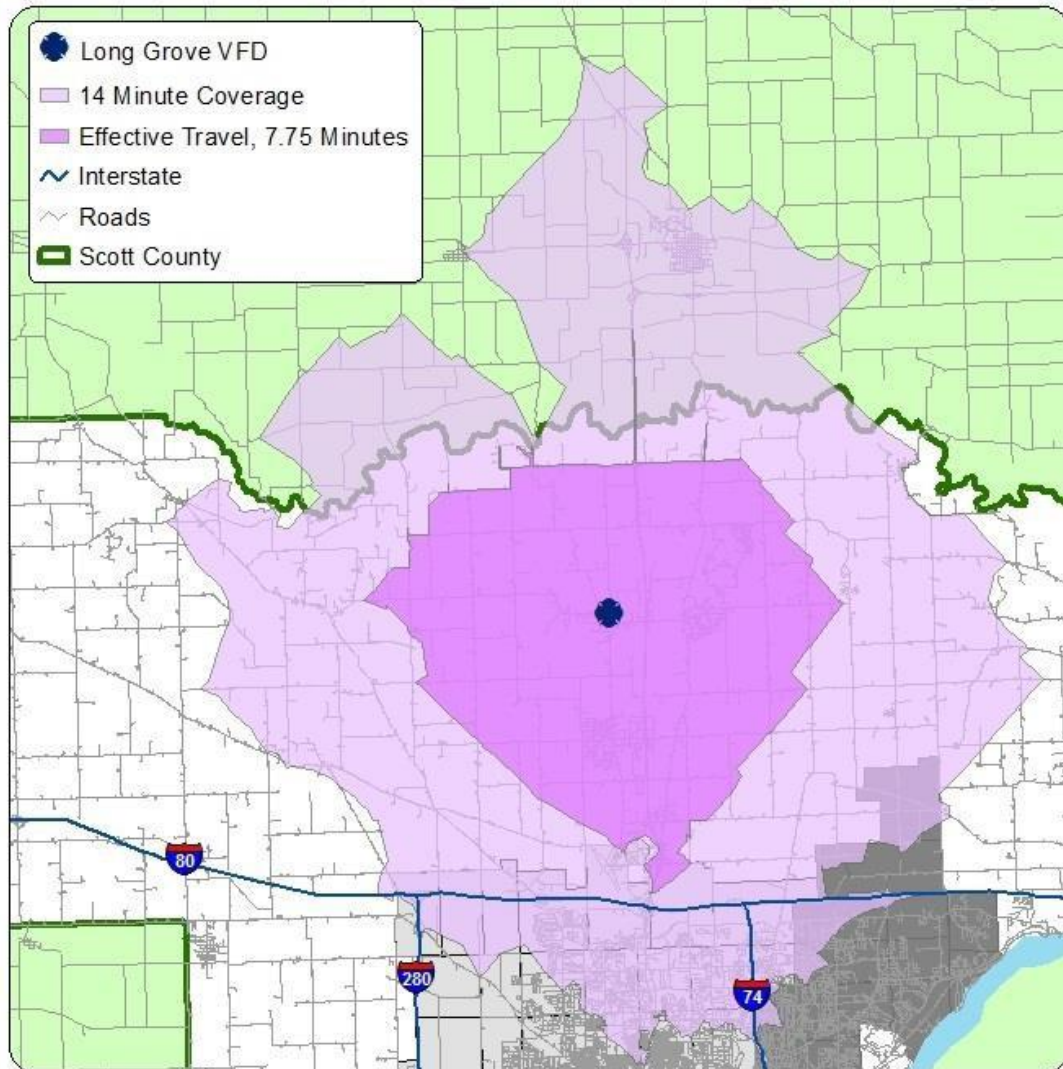 Long Grove VFD
14 Minute Coverage
Effective Travel, 7.75 Minutes
Interstate
Roads
Scott County
80
280
74